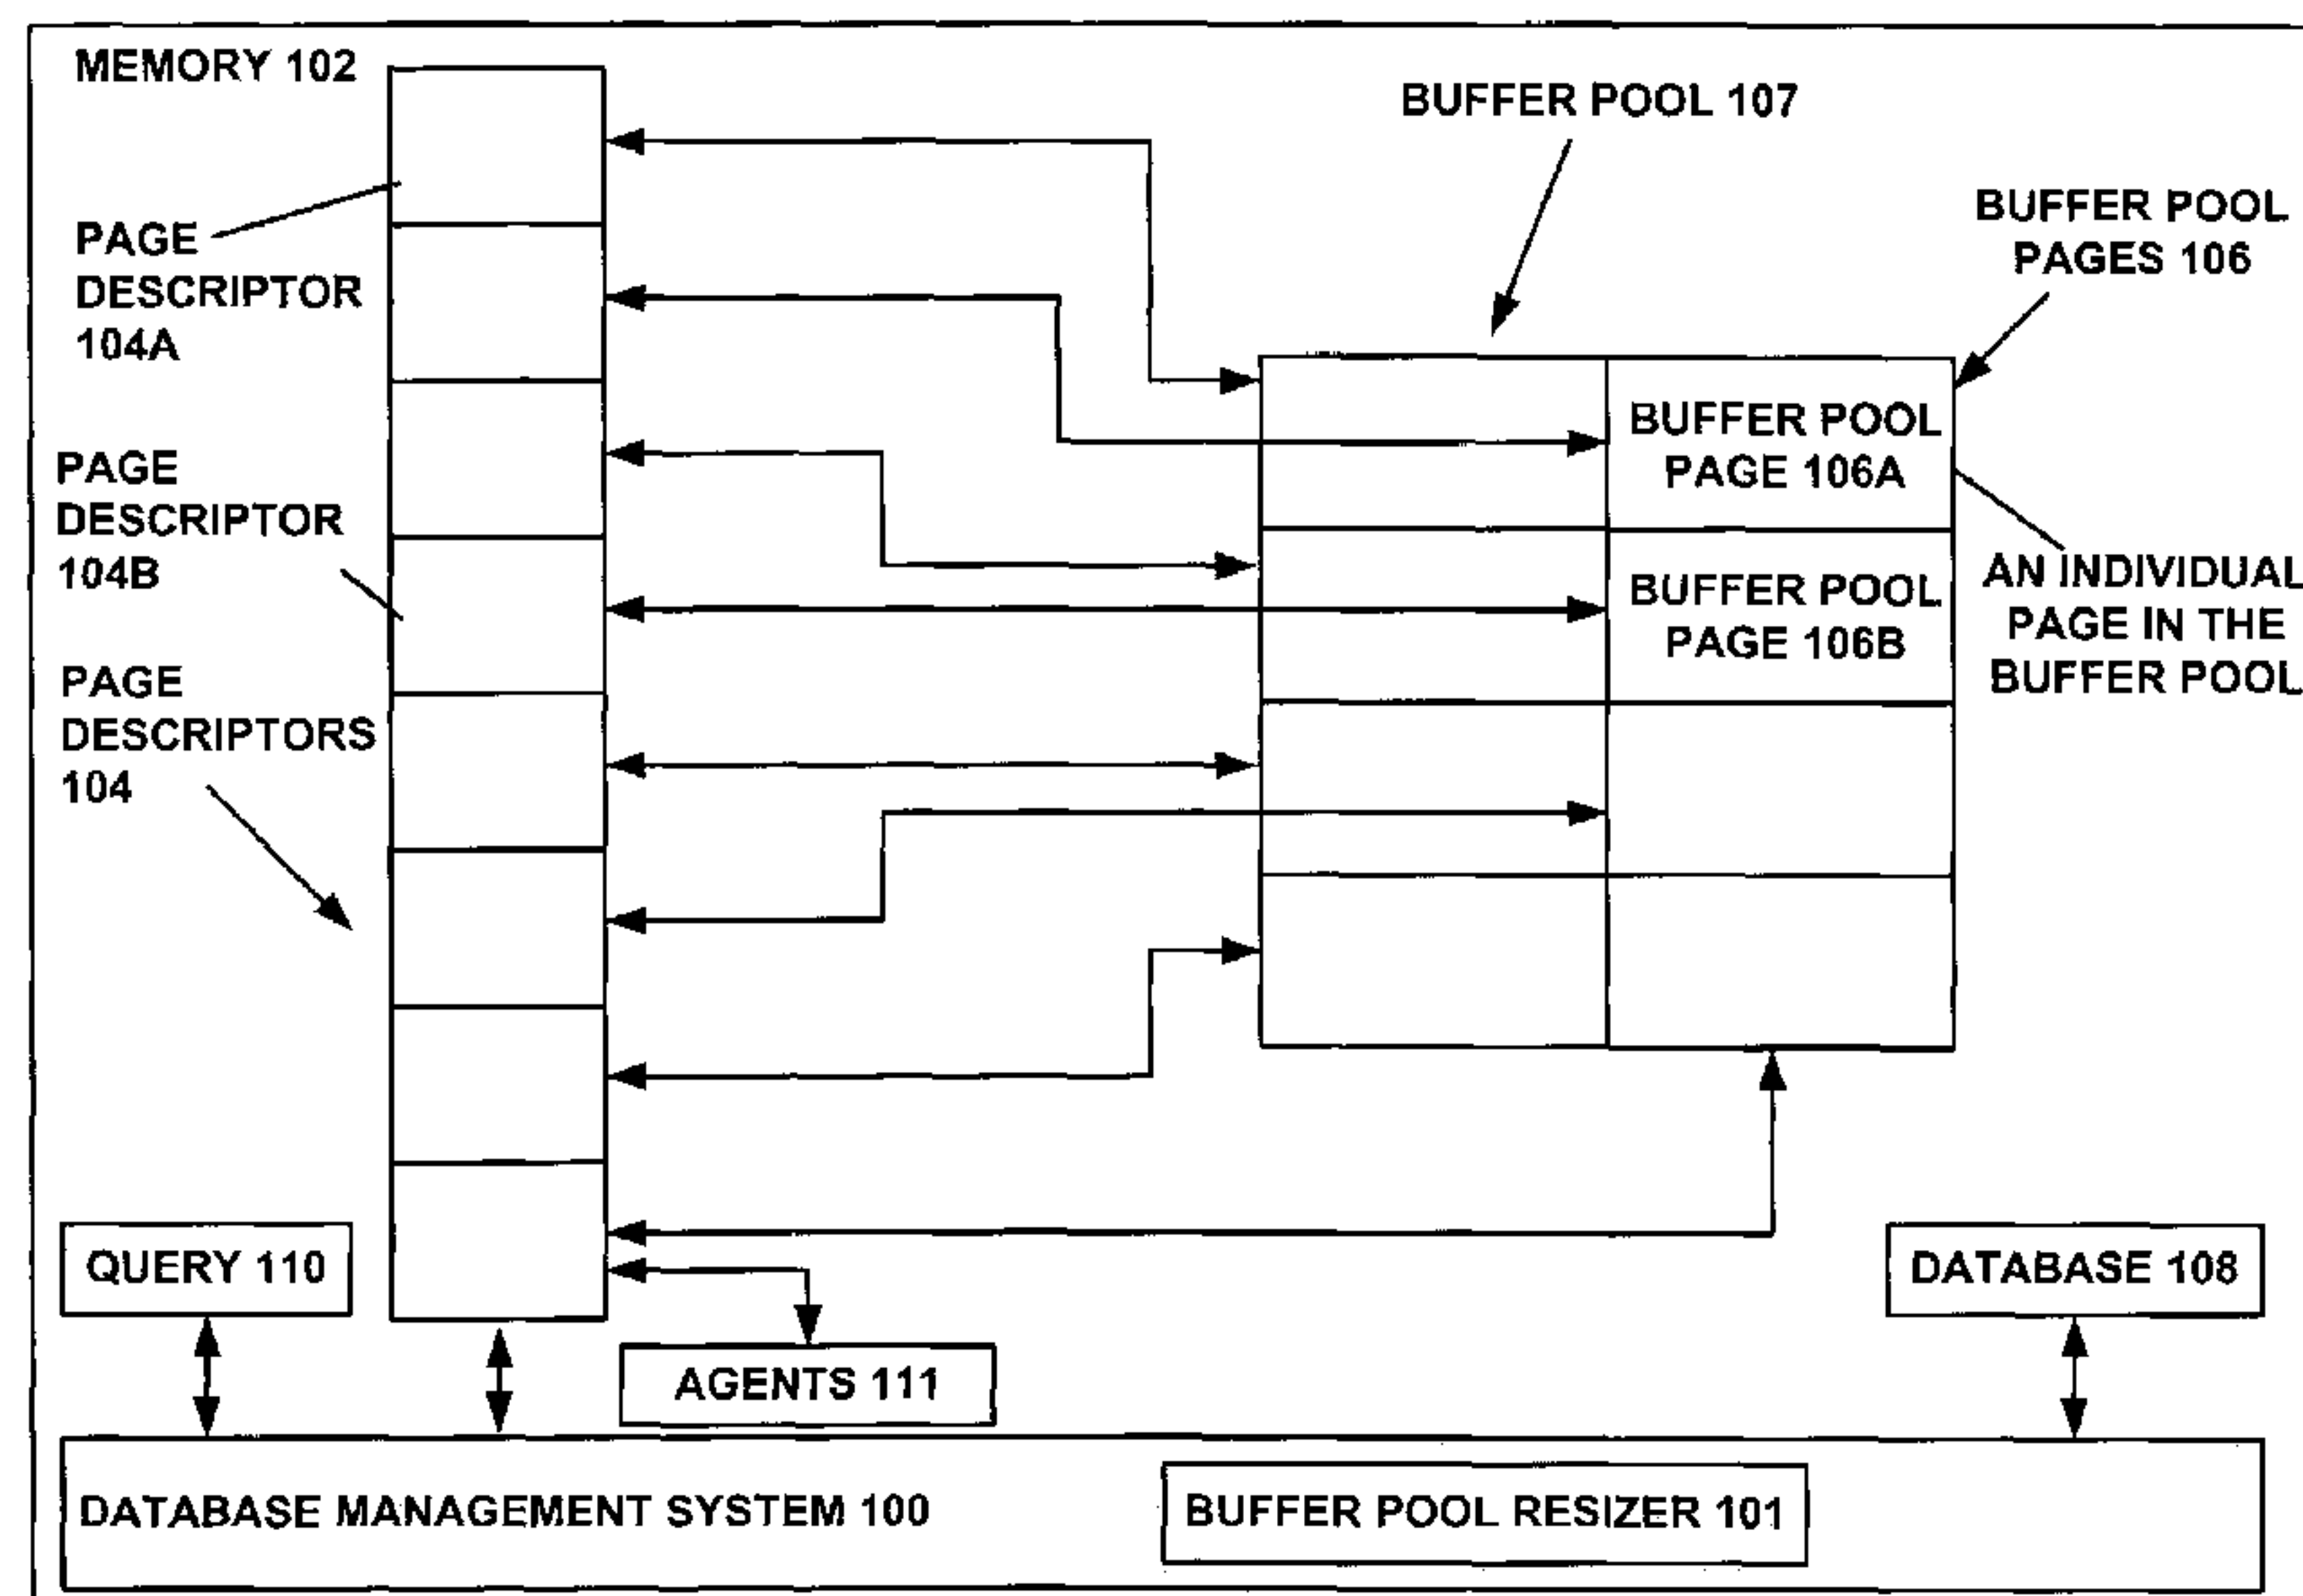 MEMORY 102
BUFFER POOL 107
BUFFER POOL
PAGES 106
PAGE
DESCRIPTOR
104A
BUFFER POOL
PAGE 106A
PAGE
DESCRIPTOR
104B
BUFFER POOL
PAGE 106B
AN INDIVIDUAL
PAGE IN THE
BUFFER POOL
PAGE
DESCRIPTORS
104
QUERY 110
DATABASE 108
AGENTS 111
DATABASE MANAGEMENT SYSTEM 100
BUFFER POOL RESIZER 101